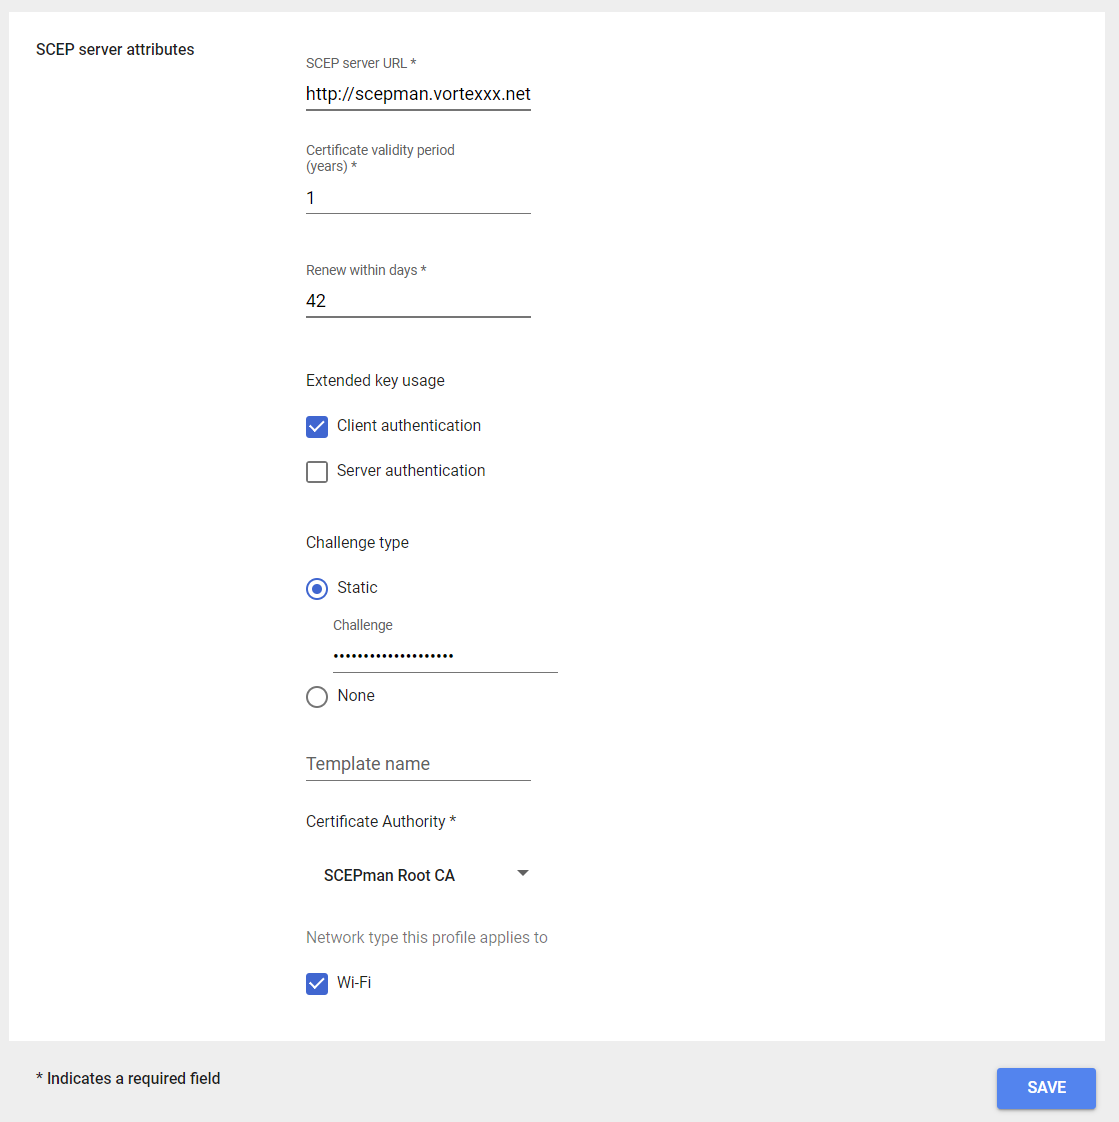 SCEP server attributes
SCEP server URL *
http://scepman.vortexxx.net
Certificate validity period
(years) *
1
Renew within days *
42
Extended key usage
Client authentication
Server authentication
Challenge type
Static
Challenge
••••••••••••••••••••
None
Template name
Certificate Authority *
SCEPman Root CA
Network type this profile applies to
Wi-Fi
* Indicates a required field
SAVE